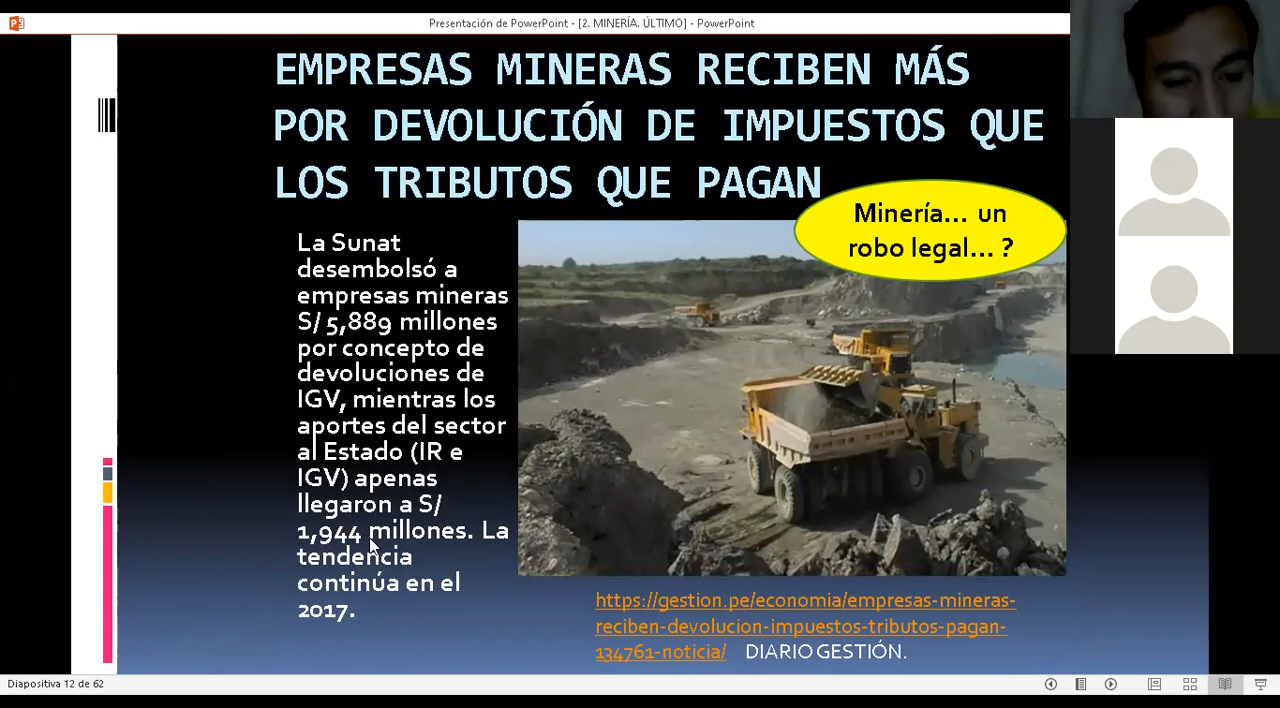 Presentación de PowerPoint - [2. MINERÍA. ÚLTIMO] - PowerPoint
EMPRESAS MINERAS RECIBEN MÁS
POR DEVOLUCIÓN DE IMPUESTOS QUE
LOS TRIBUTOS QUE PAGAN
Minería... un
robo legal... ?
La Sunat
desembolsó a
empresas mineras
S/ 5,889 millones
por concepto de
devoluciones de
IGV, mientras los
aportes del sector
al Estado (IR e
IGV) apenas
llegaron a S/
1,944 millones. La
tendencia
continúa en el
2017.
https://gestion.pe/economia/empresas-mineras-
reciben-devolucion-impuestos-tributos-pagan-
134761-noticia/ DIARIO GESTIÓN.
Diapositiva 12 de 62